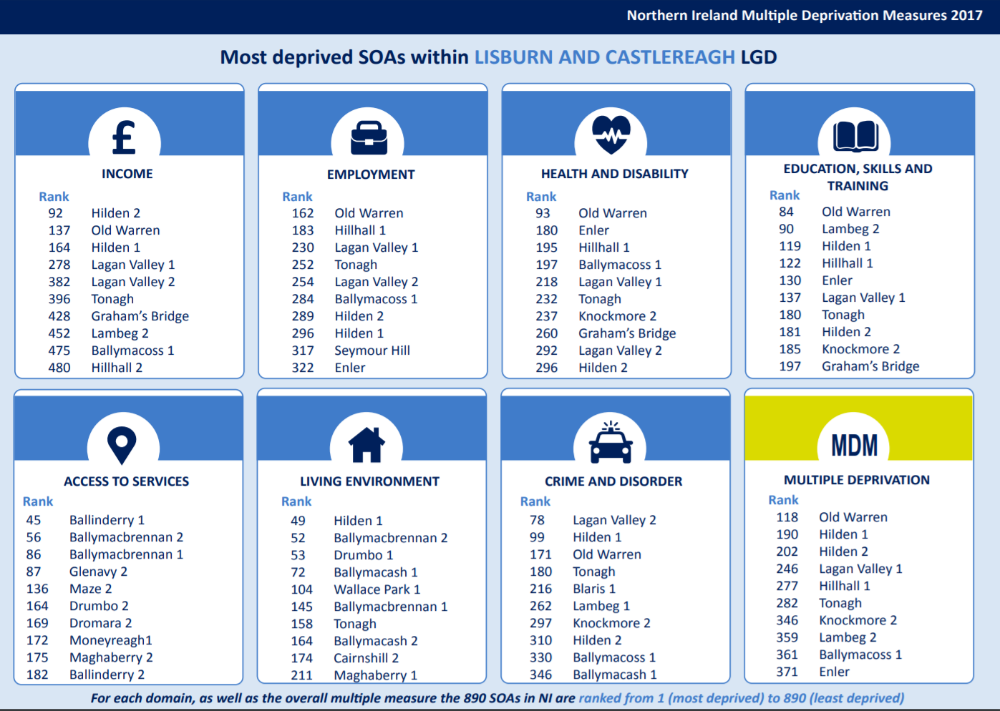 Northern Ireland Multiple Deprivation Measures 2017
Most deprived SOAs within LISBURN AND CASTLEREAGH LGD
£
INCOME
Rank
92 Hilden 2
137 Old Warren
164 Hilden 1
278 Lagan Valley 1
382 Lagan Valley 2
396 Tonagh
428 Graham’s Bridge
452 Lambeg 2
475 Ballymacoss 1
480 Hillhall 2
EMPLOYMENT
Rank
162 Old Warren
183 Hillhall 1
230 Lagan Valley 1
252 Tonagh
254 Lagan Valley 2
284 Ballymacoss 1
289 Hilden 2
296 Hilden 1
317 Seymour Hill
322 Enler
HEALTH AND DISABILITY
Rank
93 Old Warren
180 Enler
195 Hillhall 1
197 Ballymacoss 1
218 Lagan Valley 1
232 Tonagh
237 Knockmore 2
260 Graham’s Bridge
292 Lagan Valley 2
296 Hilden 2
EDUCATION, SKILLS AND
TRAINING
Rank
84 Old Warren
90 Lambeg 2
119 Hilden 1
122 Hillhall 1
130 Enler
137 Lagan Valley 1
180 Tonagh
181 Hilden 2
185 Knockmore 2
197 Graham’s Bridge
ACCESS TO SERVICES
Rank
45 Ballinderry 1
56 Ballymacbrennan 2
86 Ballymacbrennan 1
87 Glenavy 2
136 Maze 2
164 Drumbo 2
169 Dromara 2
172 Moneyreagh1
175 Maghaberry 2
182 Ballinderry 2
LIVING ENVIRONMENT
Rank
49 Hilden 1
52 Ballymacbrennan 2
53 Drumbo 1
72 Ballymacash 1
104 Wallace Park 1
145 Ballymacbrennan 1
158 Tonagh
164 Ballymacash 2
174 Cairnshill 2
211 Maghaberry 1
CRIME AND DISORDER
Rank
78 Lagan Valley 2
99 Hilden 1
171 Old Warren
180 Tonagh
216 Blaris 1
262 Lambeg 1
297 Knockmore 2
310 Hilden 2
330 Ballymacoss 1
346 Ballymacash 1
MDM
MULTIPLE DEPRIVATION
Rank
118 Old Warren
190 Hilden 1
202 Hilden 2
246 Lagan Valley 1
277 Hillhall 1
282 Tonagh
346 Knockmore 2
359 Lambeg 2
361 Ballymacoss 1
371 Enler
For each domain, as well as the overall multiple measure the 890 SOAs in NI are ranked from 1 (most deprived) to 890 (least deprived)